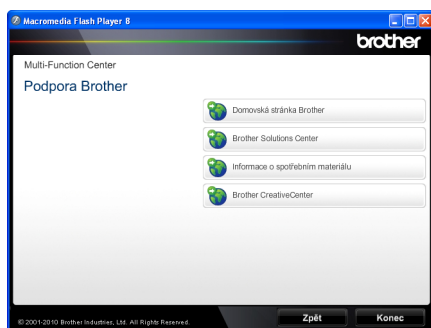 Macromedia Flash Player 8
brother
Multi-Function Center
Podpora Brother
Domovská stránka Brother
Brother Solutions Center
Informace o spotřebním materiálu
Brother CreativeCenter
© 2001-2010 Brother Industries, Ltd. All Rights Reserved.
Zpět
Konec